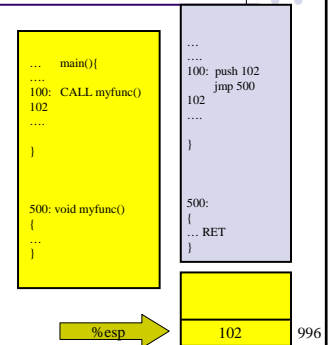 … main(){
….
100: CALL myfunc()
102
….
}
500: void myfunc()
{
…
}
…
….
100: push 102
jmp 500
102
….
}
500:
{
… RET
}
%esp
102
996